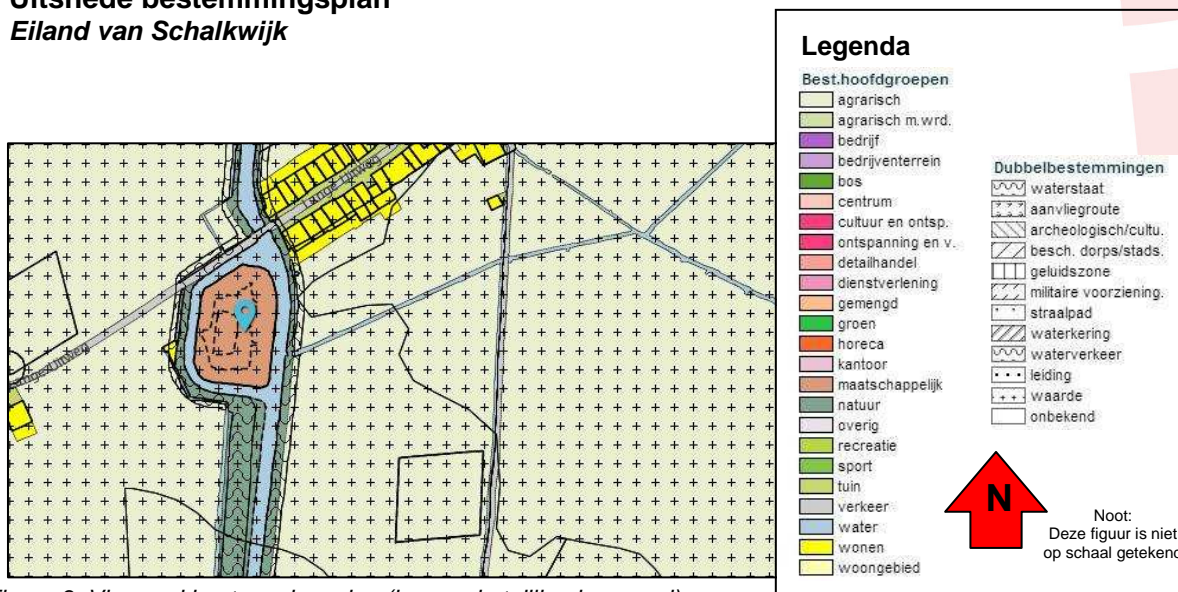 Uitsnede bestemmingsplan
Eiland van Schalkwijk
Lange Uitweg
Lange Uitweg
Legenda
Best.hoofdgroepen
agrarisch
agrarisch m.wrd.
bedrijf
bedrijventerrein
bos
centrum
cultuur en ontsp.
ontspanning en v.
detailhandel
dienstverlening
gemengd
groen
horeca
kantoor
maatschappelijk
natuur
overig
recreatie
sport
tuin
verkeer
water
wonen
woongebied
Dubbelbestemmingen
waterstaat
aanvliegroute
archeologisch/cultu.
besch. dorps/stads.
geluidszone
militaire voorziening.
straalpad
waterkering
waterverkeer
leiding
waarde
onbekend
N
Noot:
Deze figuur is niet
op schaal getekend